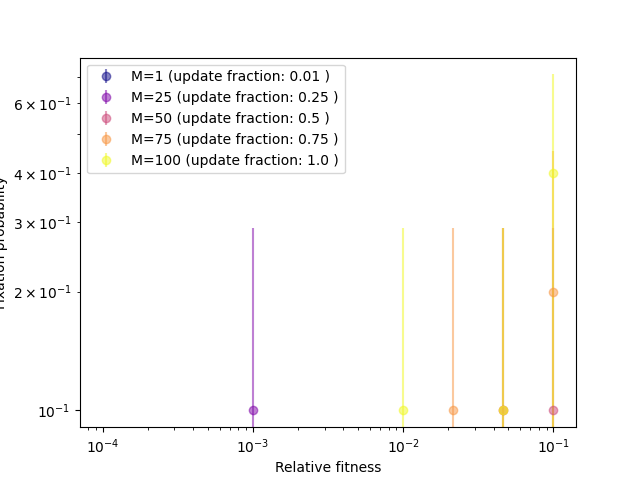 M=1 (update fraction: 0.01 )
M=25 (update fraction: 0.25 )
M=50 (update fraction: 0.5 )
M=75 (update fraction: 0.75 )
M=100 (update fraction: 1.0 )
6 × 10⁻¹
4 × 10⁻¹
3 × 10⁻¹
2 × 10⁻¹
10⁻¹
probability
10⁻⁴ 10⁻³ 10⁻² 10⁻¹
Relative fitness